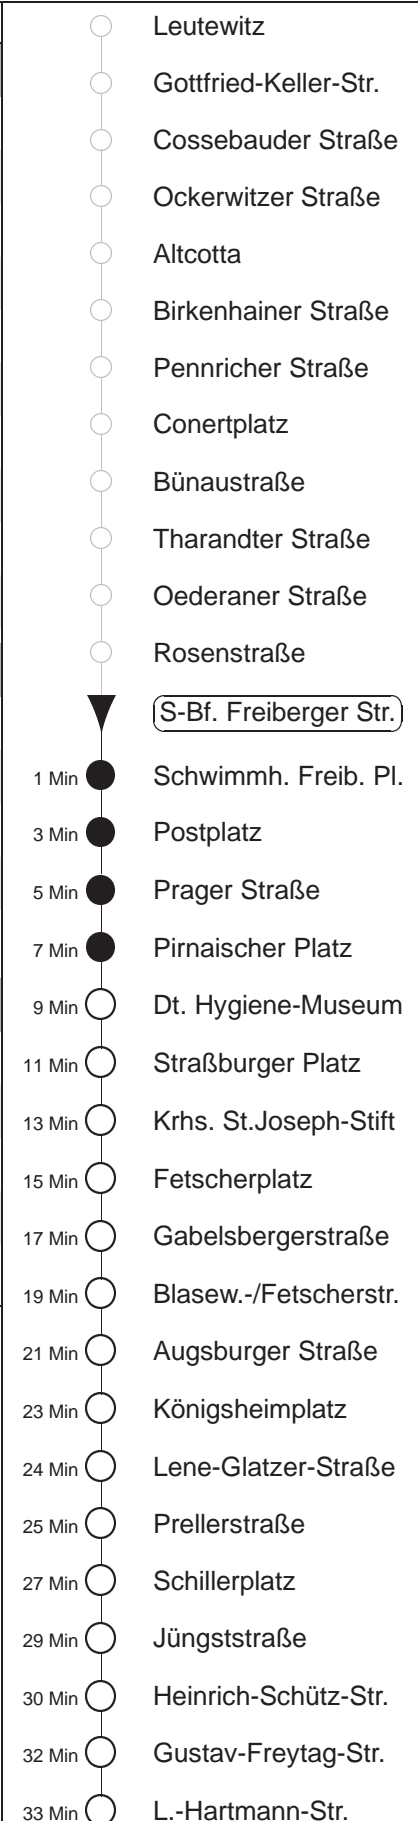 Leutewitz
Gottfried-Keller-Str.
Cossebauder Straße
Ockerwitzer Straße
Altcotta
Birkenhainer Straße
Pennricher Straße
Conertplatz
Bünaustraße
Tharandter Straße
Oederaner Straße
Rosenstraße
S-Bf. Freiberger Str.
1 Min Schwimmh. Freib. Pl.
3 Min Postplatz
5 Min Prager Straße
7 Min Pirnaischer Platz
9 Min Dt. Hygiene-Museum
11 Min Straßburger Platz
13 Min Krhs. St.Joseph-Stift
15 Min Fetscherplatz
17 Min Gabelsbergerstraße
19 Min Blasew.-/Fetscherstr.
21 Min Augsburger Straße
23 Min Königsheimplatz
24 Min Lene-Glatzer-Straße
25 Min Prellerstraße
27 Min Schillerplatz
29 Min Jüngststraße
30 Min Heinrich-Schütz-Str.
32 Min Gustav-Freytag-Str.
33 Min L.-Hartmann-Str.